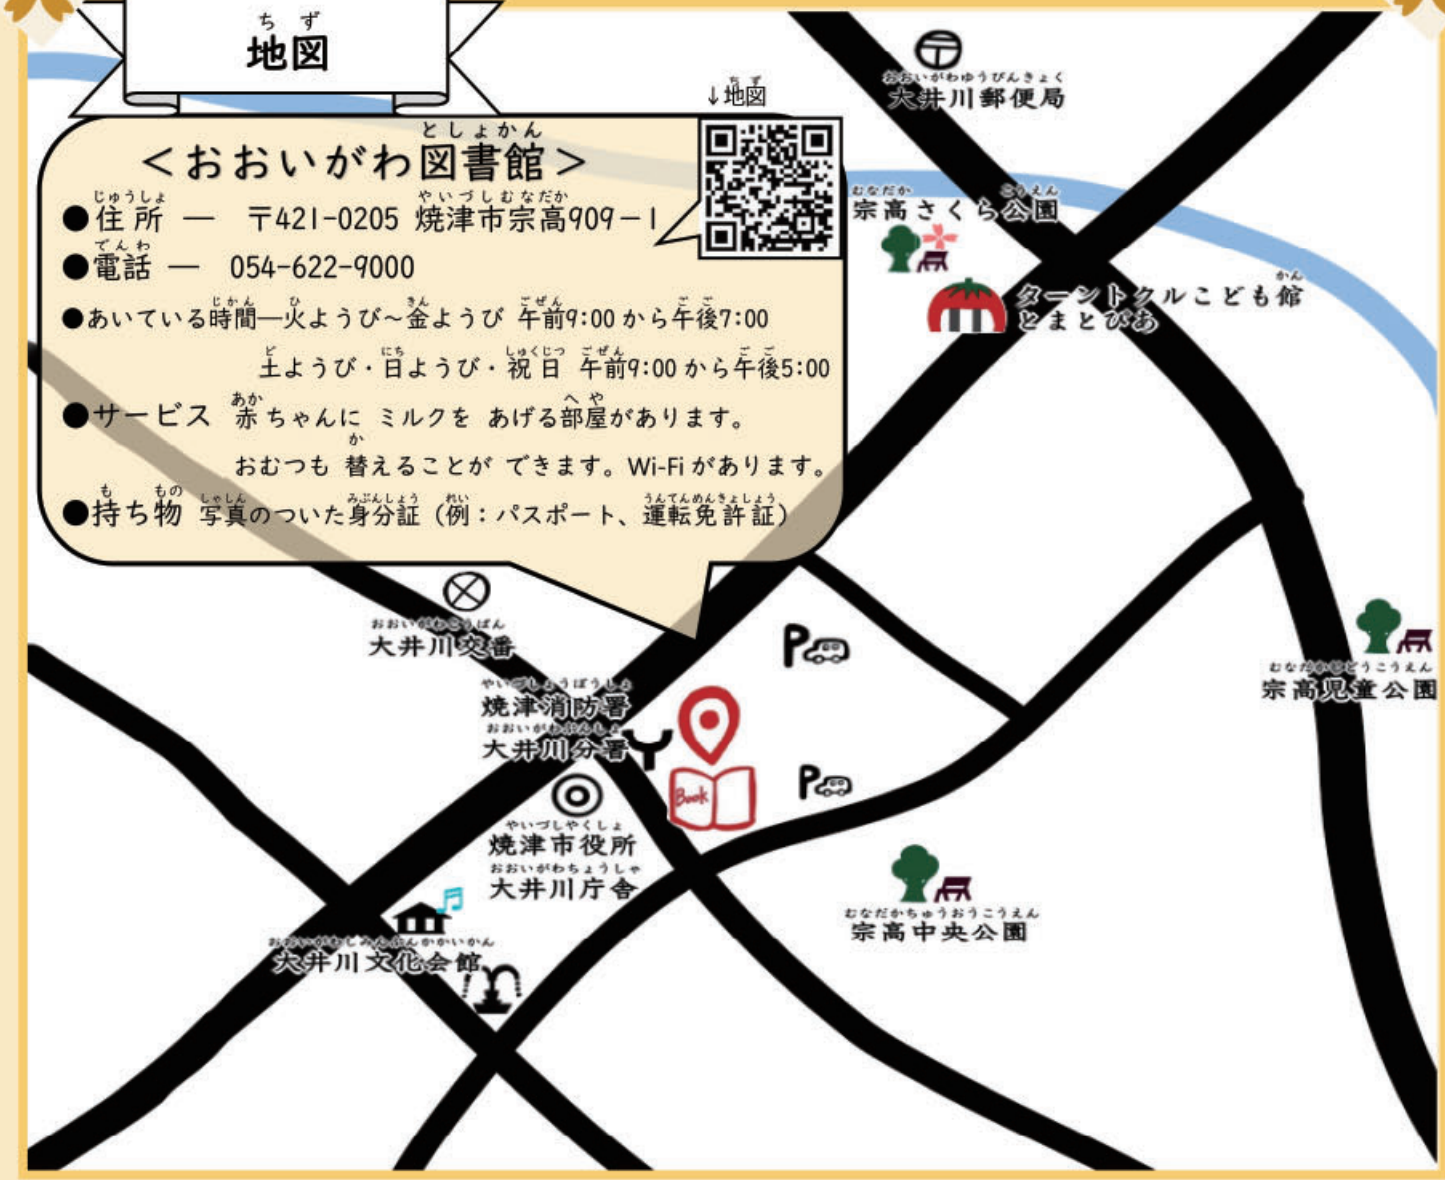 ちず
地図
↓地図
ちず
＜おおいがわ図書館＞
としょかん
●住所 ― 〒421-0205 焼津市宗高909－1
じゅうしょ やいづしむなだか
●電話 ― 054-622-9000
でんわ
●あいている時間―火ようび～金ようび 午前9:00 から午後7:00
じかん ひ きん ごぜん ごご
土ようび・日ようび・祝日 午前9:00 から午後5:00
ど にち しゅくじつ ごぜん ごご
●サービス 赤ちゃんに ミルクを あげる部屋があります。
あか へや
おむつも 替えることが できます。Wi-Fi があります。
か
●持ち物 写真のついた身分証（例：パスポート、運転免許証）
も もの しゃしん みぶんしょう れい うんてんめんきょしょう
おおいがわゆうびんきょく
大井川郵便局
むなだか こうえん
宗高さくら公園
かん
ターントクルこども館
とまとぴあ
おおいがわこうばん
大井川交番
やいづしょうぼうしょ
焼津消防署
おおいがわぶんしょ
大井川分署
P
Book
P
やいづしやくしょ
焼津市役所
おおいがわちょうしゃ
大井川庁舎
むなだかじどうこうえん
宗高児童公園
むなだかちゅうおうこうえん
宗高中央公園
大井川文化会館